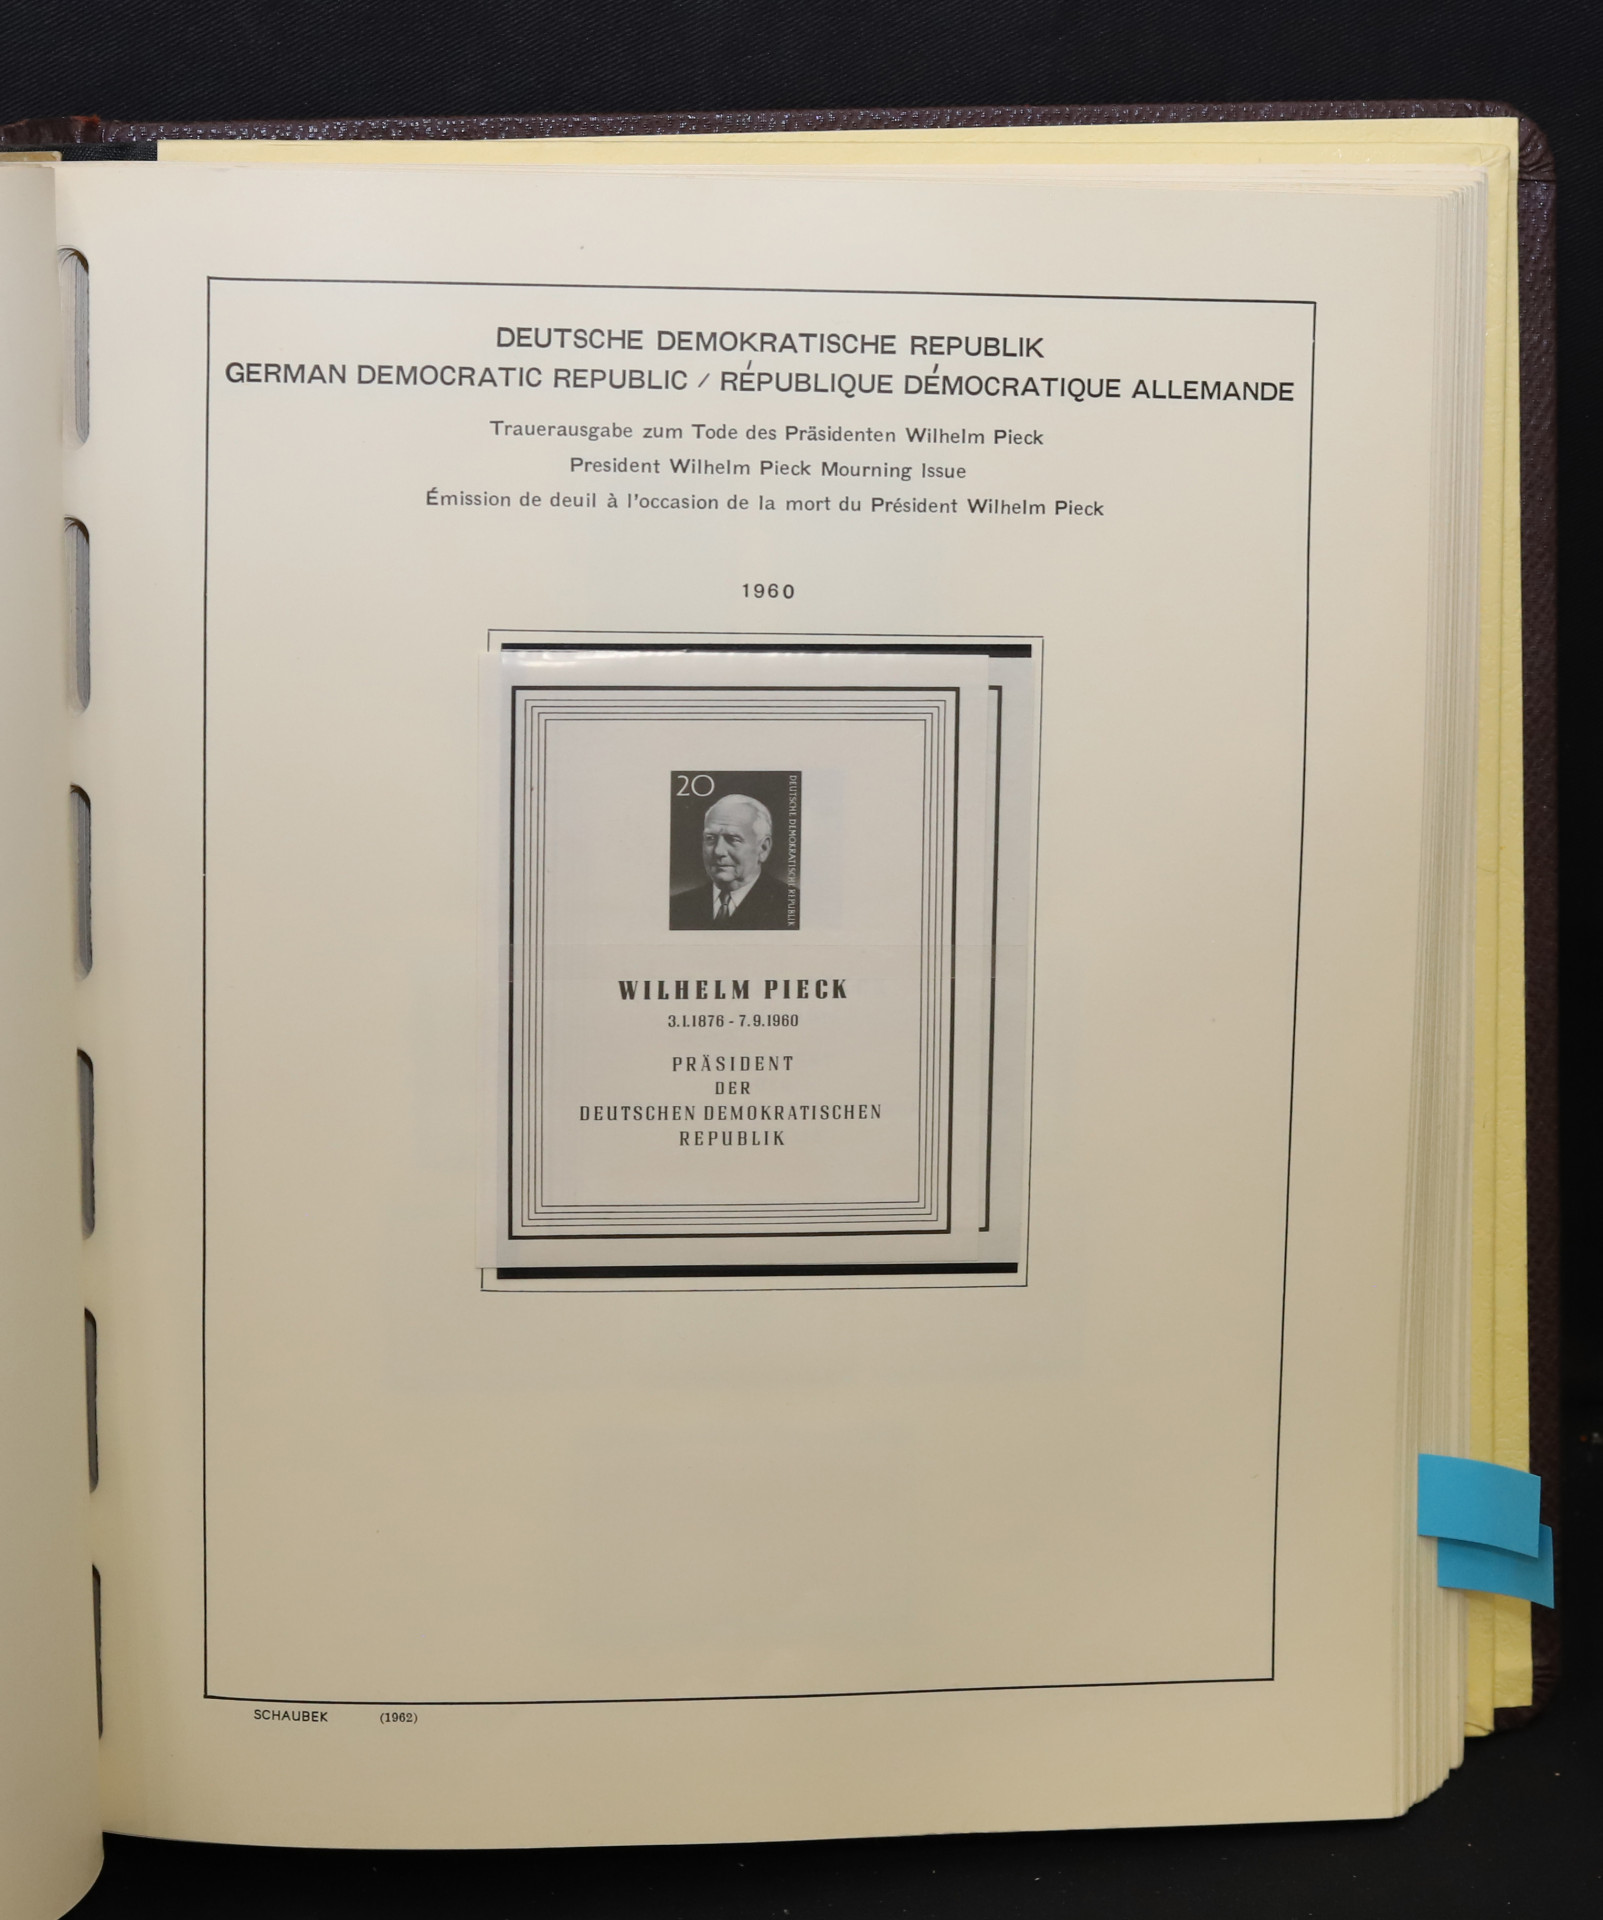 DEUTSCHE DEMOKRATISCHE REPUBLIK
GERMAN DEMOCRATIC REPUBLIC / RÉPUBLIQUE DÉMOCRATIQUE ALLEMANDE
Trauerausgabe zum Tode des Präsidenten Wilhelm Pieck
President Wilhelm Pieck Mourning Issue
Émission de deuil à l'occasion de la mort du Président Wilhelm Pieck
1960
20
DEUTSCHE DEMOKRATISCHE REPUBLIK
WILHELM PIECK
3.1.1876 - 7.9.1960
PRÄSIDENT
DER
DEUTSCHEN DEMOKRATISCHEN
REPUBLIK
SCHAUBEK (1962)